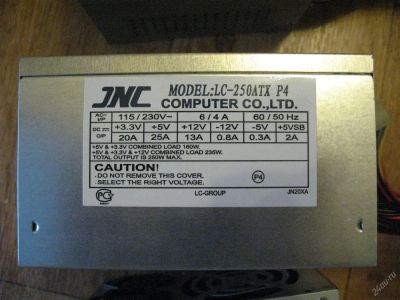 JNC MODEL:LC-250ATX P4
COMPUTER CO.,LTD.
AC~ I/P 115 / 230V~ 6 / 4 A 60 / 50 Hz
DC O/P +3.3V +5V +12V -12V -5V +5VSB
20A 25A 13A 0.8A 0.3A 2A
+5V & +3.3V COMBINED LOAD 160W.
+5V & +3.3V & +12V COMBINED LOAD 235W.
TOTAL OUTPUT IS 250W MAX.
CAUTION!
.DO NOT REMOVE THIS COVER.
.SELECT THE RIGHT VOLTAGE.
P4
LC-GROUP JN20XA
24au.ru